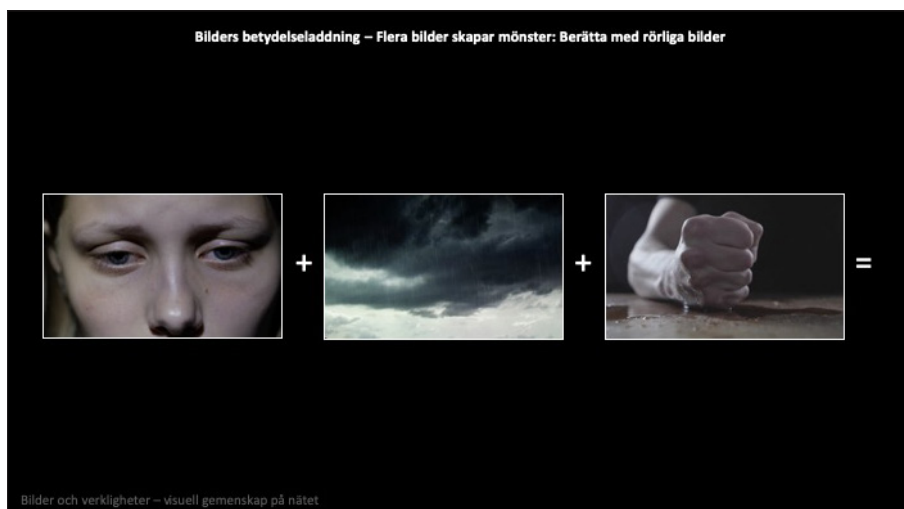 Bilders betydelseladdning – Flera bilder skapar mönster: Berätta med rörliga bilder
+ + =
Bilder och verkligheter – visuell gemenskap på nätet